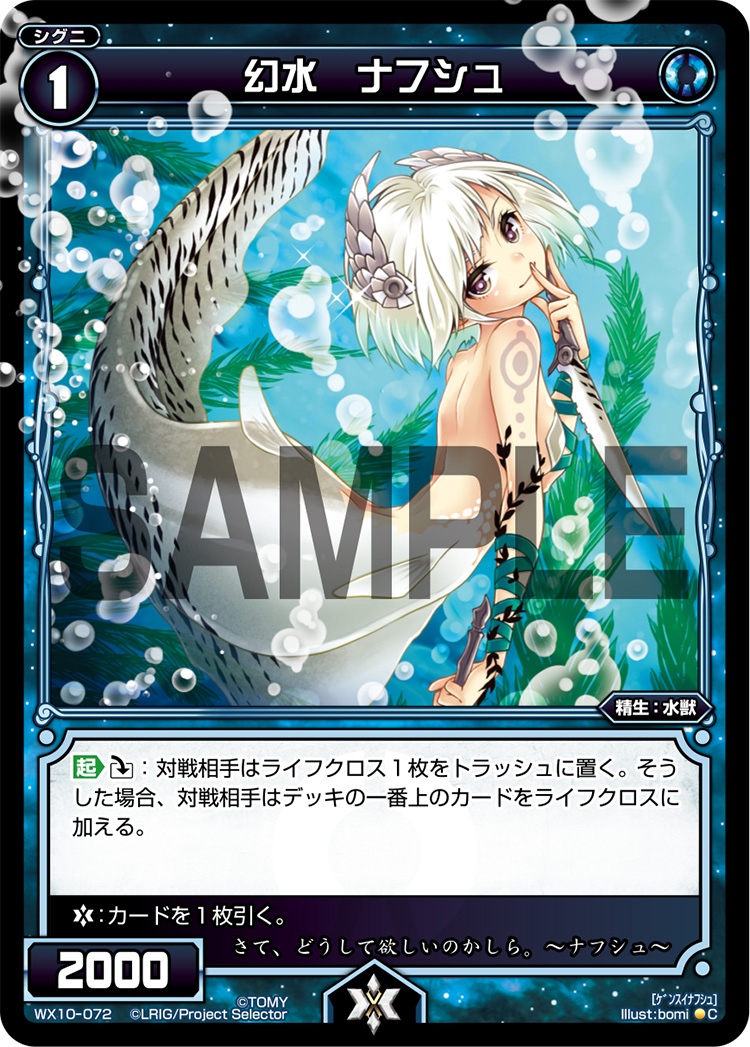 シグニ
1
幻水　ナフシュ
SAMPLE
精生：水獣
起 ：対戦相手はライフクロス１枚をトラッシュに置く。そう
した場合、対戦相手はデッキの一番上のカードをライフクロスに
加える。
：カードを１枚引く。
さて、どうして欲しいのかしら。～ナフシュ～
2000
WX10-072 ©LRIG/Project Selector
©TOMY
[ｹﾞﾝｽｲﾅﾌｼｭ]
Illust:bomi C